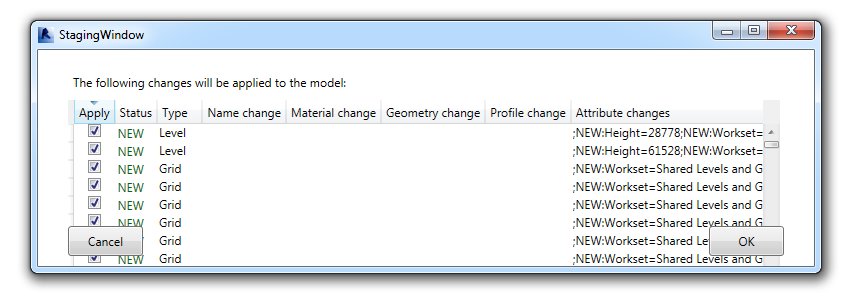 StagingWindow
The following changes will be applied to the model:
Apply Status Type Name change Material change Geometry change Profile change Attribute changes
NEW Level ;NEW:Height=28778;NEW:Workset=
NEW Level ;NEW:Height=61528;NEW:Workset=
NEW Grid ;NEW:Workset=Shared Levels and G
NEW Grid ;NEW:Workset=Shared Levels and G
NEW Grid ;NEW:Workset=Shared Levels and G
NEW Grid ;NEW:Workset=Shared Levels and G
NEW Grid ;NEW:Workset=Shared Le
Cancel OK
NEW Grid ;NEW:Workset=Shared Levels and G